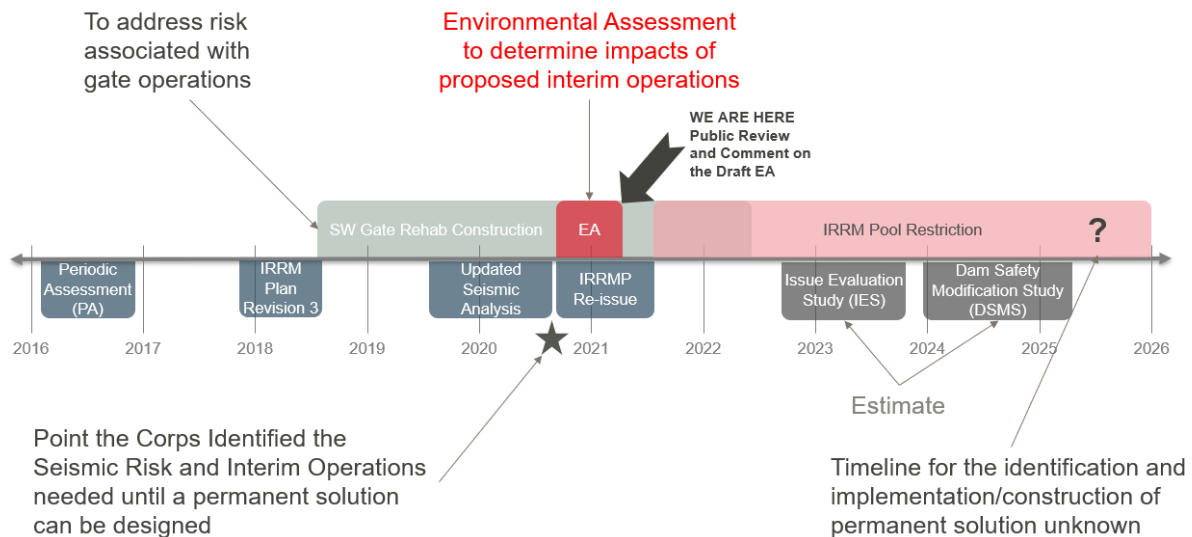 To address risk
associated with
gate operations
Environmental Assessment
to determine impacts of
proposed interim operations
WE ARE HERE
Public Review
and Comment on
the Draft EA
SW Gate Rehab Construction
EA
IRRM Pool Restriction
?
Periodic
Assessment
(PA)
IRRM
Plan
Revision 3
Updated
Seismic
Analysis
IRRMP
Re-issue
Issue Evaluation
Study (IES)
Dam Safety
Modification Study
(DSMS)
2016
2017
2018
2019
2020
2021
2022
2023
2024
2025
2026
Estimate
Point the Corps Identified the
Seismic Risk and Interim Operations
needed until a permanent solution
can be designed
Timeline for the identification and
implementation/construction of
permanent solution unknown